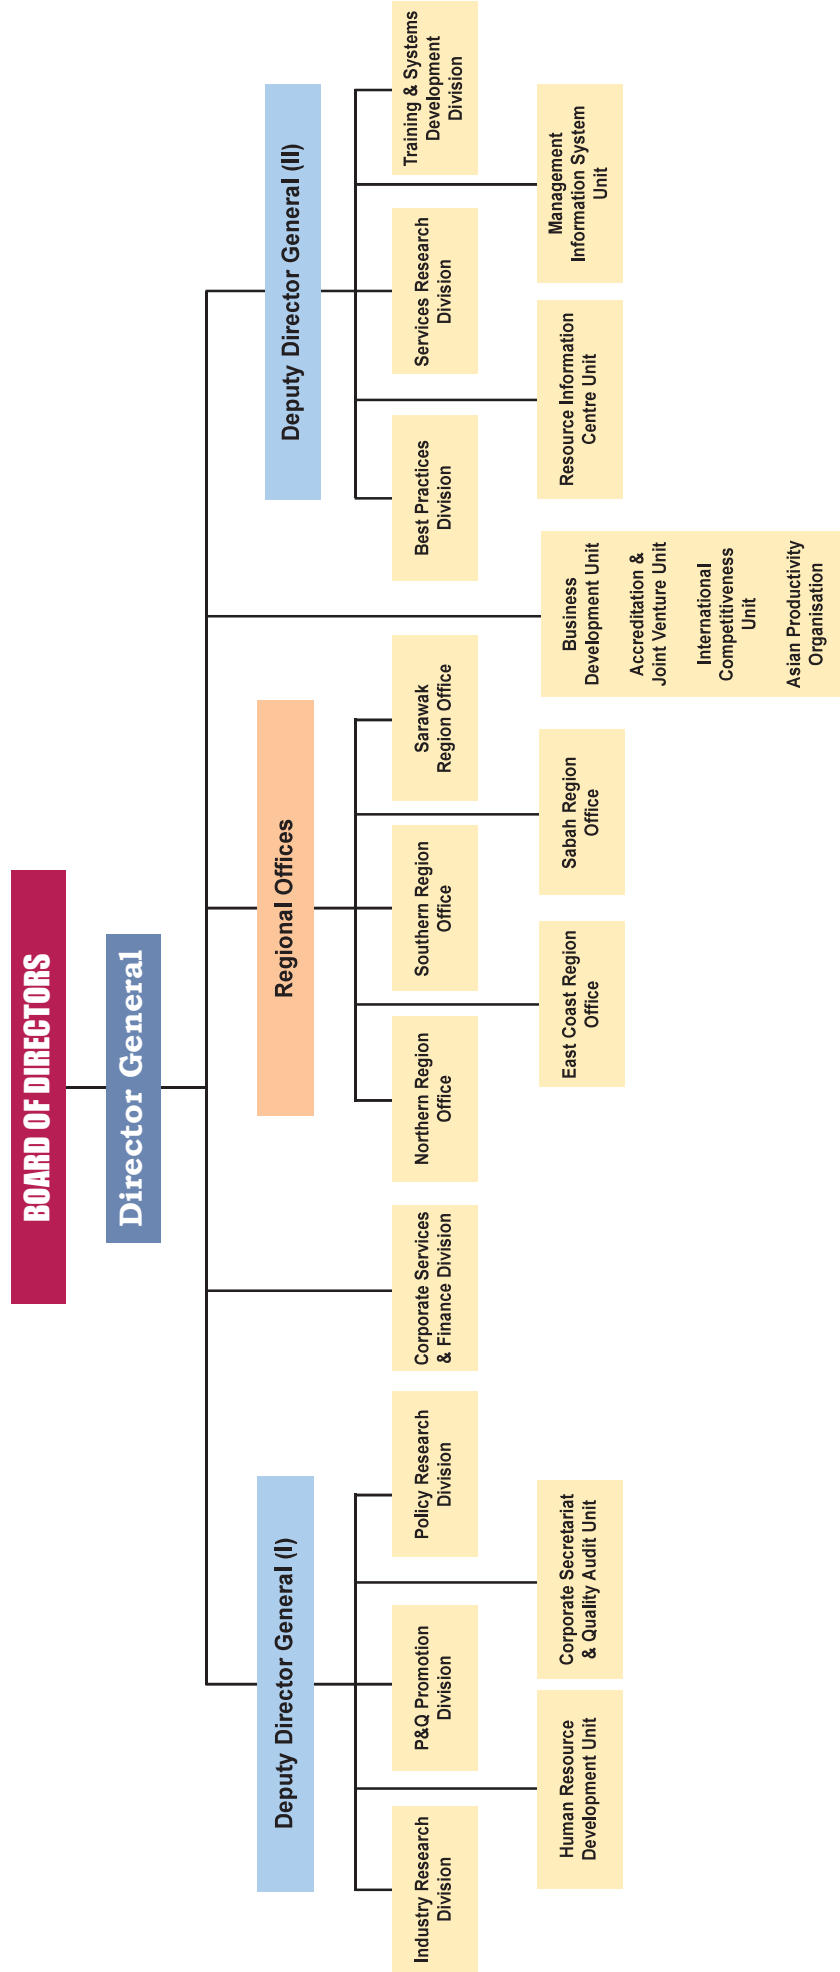 BOARD OF DIRECTORS
Director General
Deputy Director General (I)
Regional Offices
Deputy Director General (II)
Industry Research
Division
P&Q Promotion
Division
Policy Research
Division
Corporate Services
& Finance Division
Northern Region
Office
Southern Region
Office
Sarawak
Region Office
Best Practices
Division
Services Research
Division
Training & Systems
Development
Division
Human Resource
Development Unit
Corporate Secretariat
& Quality Audit Unit
East Coast Region
Office
Sabah Region
Office
Business
Development Unit
Accreditation &
Joint Venture Unit
International
Competitiveness
Unit
Asian Productivity
Organisation
Resource Information
Centre Unit
Management
Information System
Unit